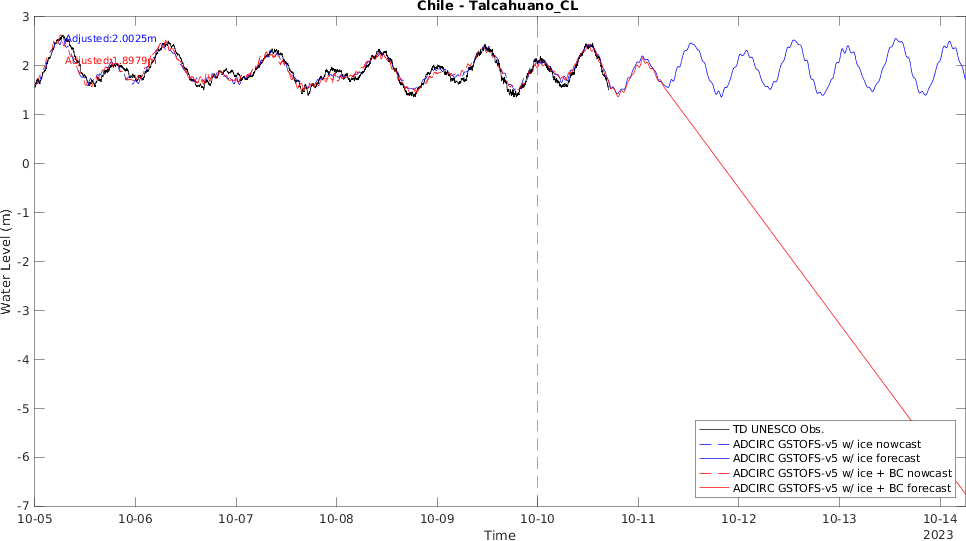 Chile - Talcahuano_CL
Adjusted:2.0025m
Adjusted:1.8979m
Water Level (m)
3
2
1
0
-1
-2
-3
-4
-5
-6
-7
TD UNESCO Obs.
ADCIRC GSTOFS-v5 w/ ice nowcast
ADCIRC GSTOFS-v5 w/ ice forecast
ADCIRC GSTOFS-v5 w/ ice + BC nowcast
ADCIRC GSTOFS-v5 w/ ice + BC forecast
10-05 10-06 10-07 10-08 10-09 10-10 10-11 10-12 10-13 10-14
Time
2023